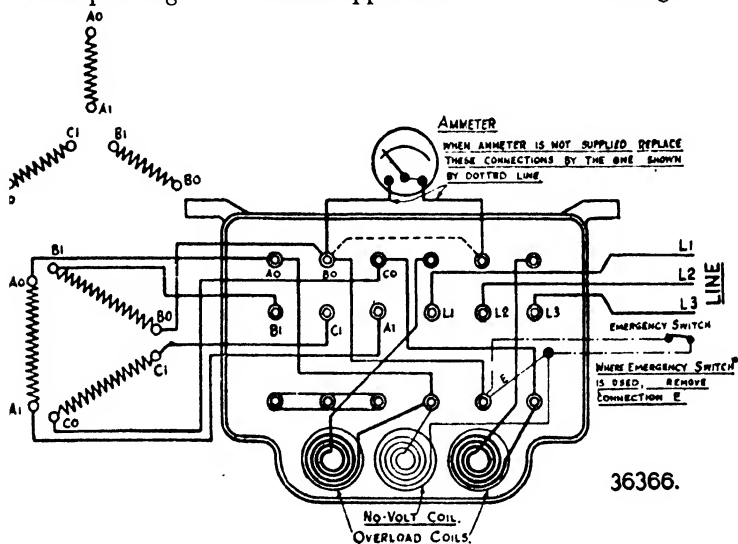 A0
A1
C1
B1
B0
AMMETER
WHEN AMMETER IS NOT SUPPLIED REPLACE
THESE CONNECTIONS BY THE ONE SHOWN
BY DOTTED LINE
B1
A0
B0
C1
A1
C0
A0
B0
C0
B1
C1
A1
L1
L2
L3
L1
L2
L3
LINE
EMERGENCY SWITCH
WHERE EMERGENCY SWITCH
IS USED, REMOVE
CONNECTION E
E
36366.
NO-VOLT COIL.
OVERLOAD COILS.